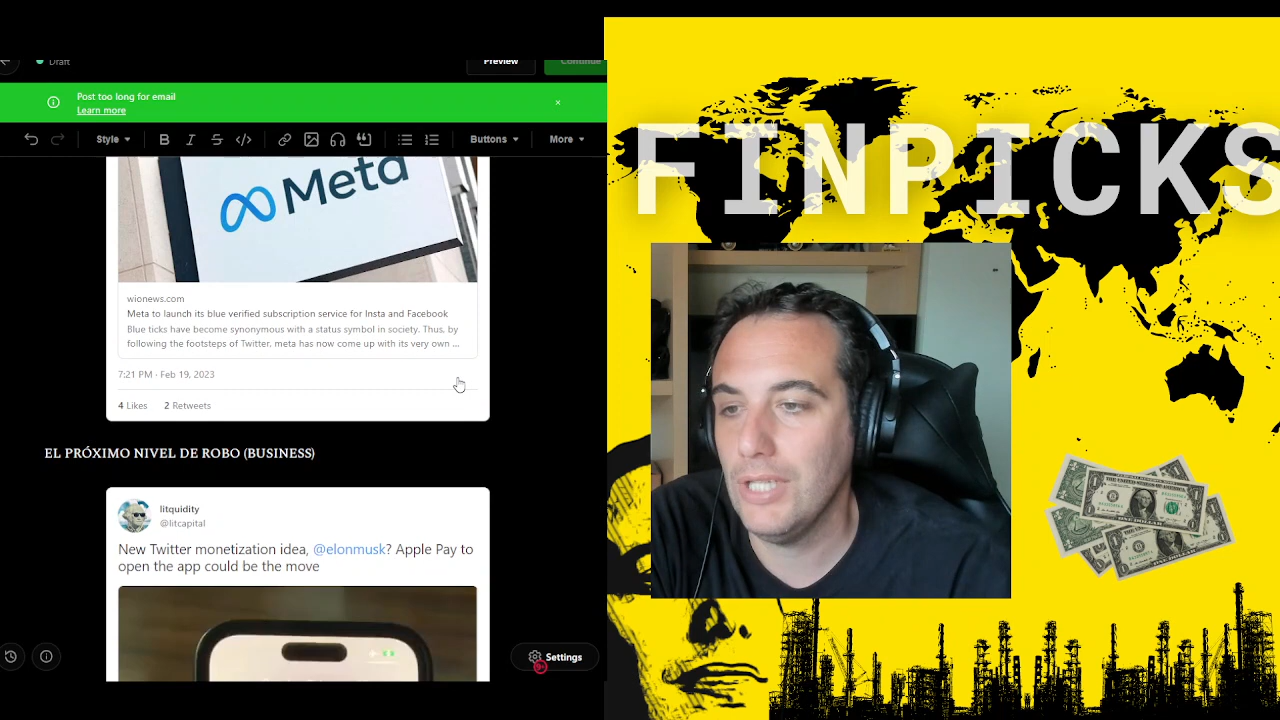 Draft
Preview
Continue
Post too long for email
Learn more
Style
B
I
S
Buttons
More
Meta
wionews.com
Meta to launch its blue verified subscription service for Insta and Facebook
Blue ticks have become synonymous with a status symbol in society. Thus, by
following the footsteps of Twitter, meta has now come up with its very own ...
7:21 PM · Feb 19, 2023
4 Likes
2 Retweets
EL PRÓXIMO NIVEL DE ROBO (BUSINESS)
litquidity
@litcapital
New Twitter monetization idea, @elonmusk? Apple Pay to
open the app could be the move
Settings
9+
FINPICKS